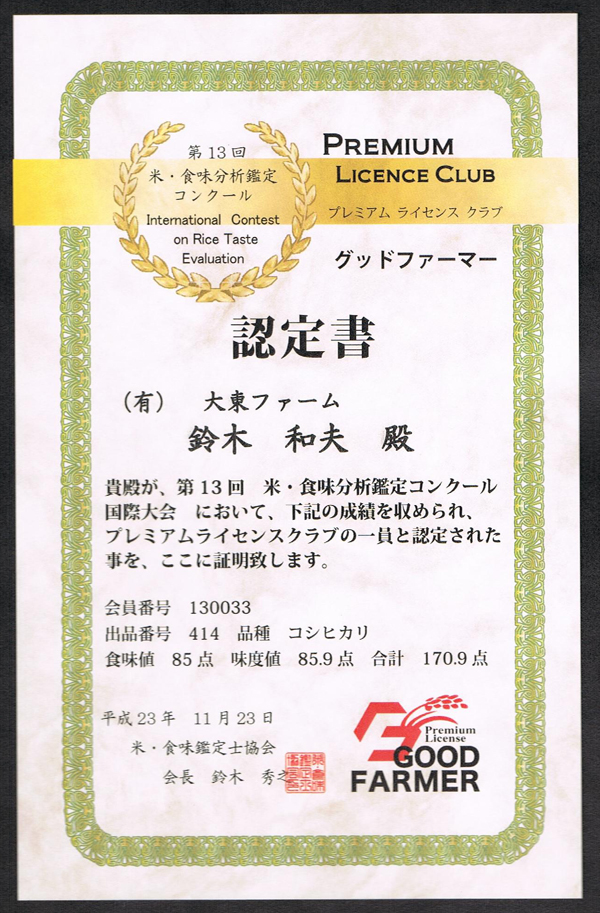 第13回
米・食味分析鑑定
コンクール
International Contest
on Rice Taste
Evaluation
PREMIUM
LICENCE CLUB
プレミアム ライセンス クラブ
グッドファーマー
認定書
（有）　大東ファーム
鈴木　和夫　殿
貴殿が、第13回　米・食味分析鑑定コンクール
国際大会　において、下記の成績を収められ、
プレミアムライセンスクラブの一員と認定された
事を、ここに証明致します。
会員番号　130033
出品番号　414　品種　コシヒカリ
食味値　85点　味度値　85.9点　合計　170.9点
平成23年　11月23日
米・食味鑑定士協会
会長　鈴木　秀之
Premium
License
GOOD
FARMER